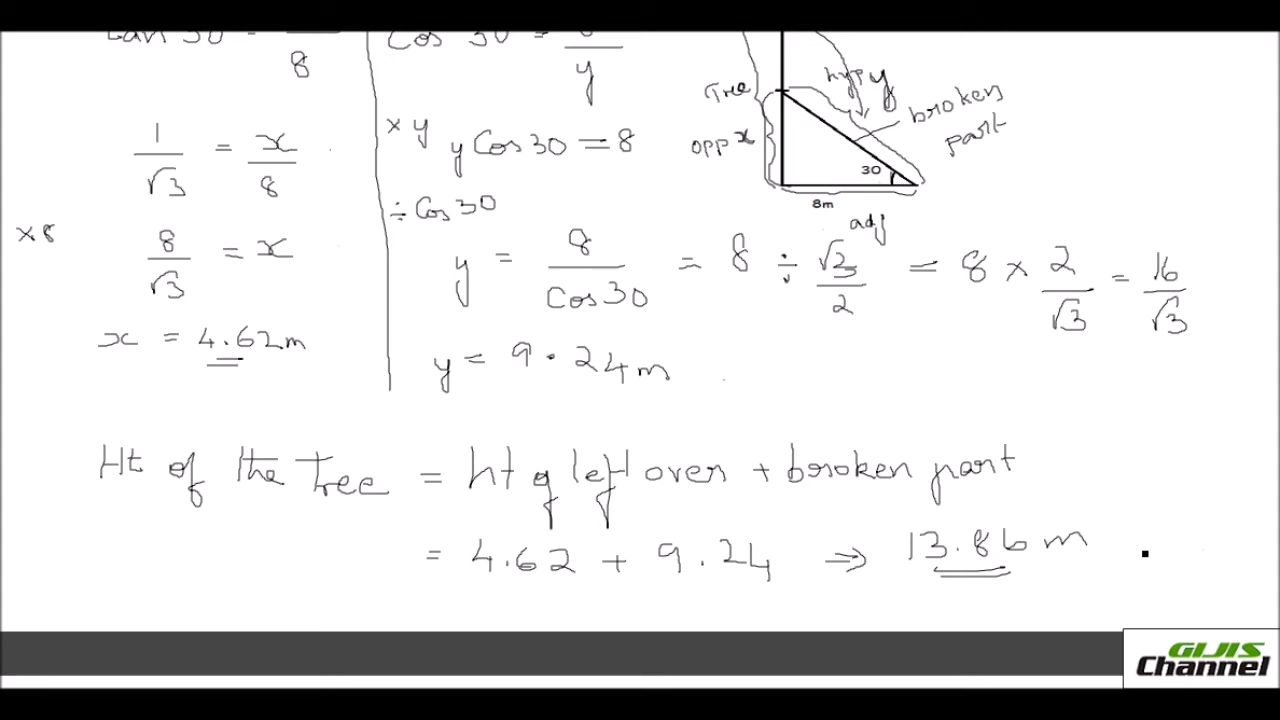 tan 30 = / 8
Cos 30 = / y
1/√3 = x/8
×8
8/√3 = x
x = 4.62m
×y
y Cos 30 = 8
÷ Cos 30
y = 8/Cos 30 = 8 ÷ √3/2 = 8 × 2/√3 = 16/√3
y = 9.24m
Tree
hyp y
broken
part
opp x
30
8m
adj
Ht of the Tree = ht of left over + broken part
= 4.62 + 9.24 ⇒ 13.86 m
GIJIS
Channel